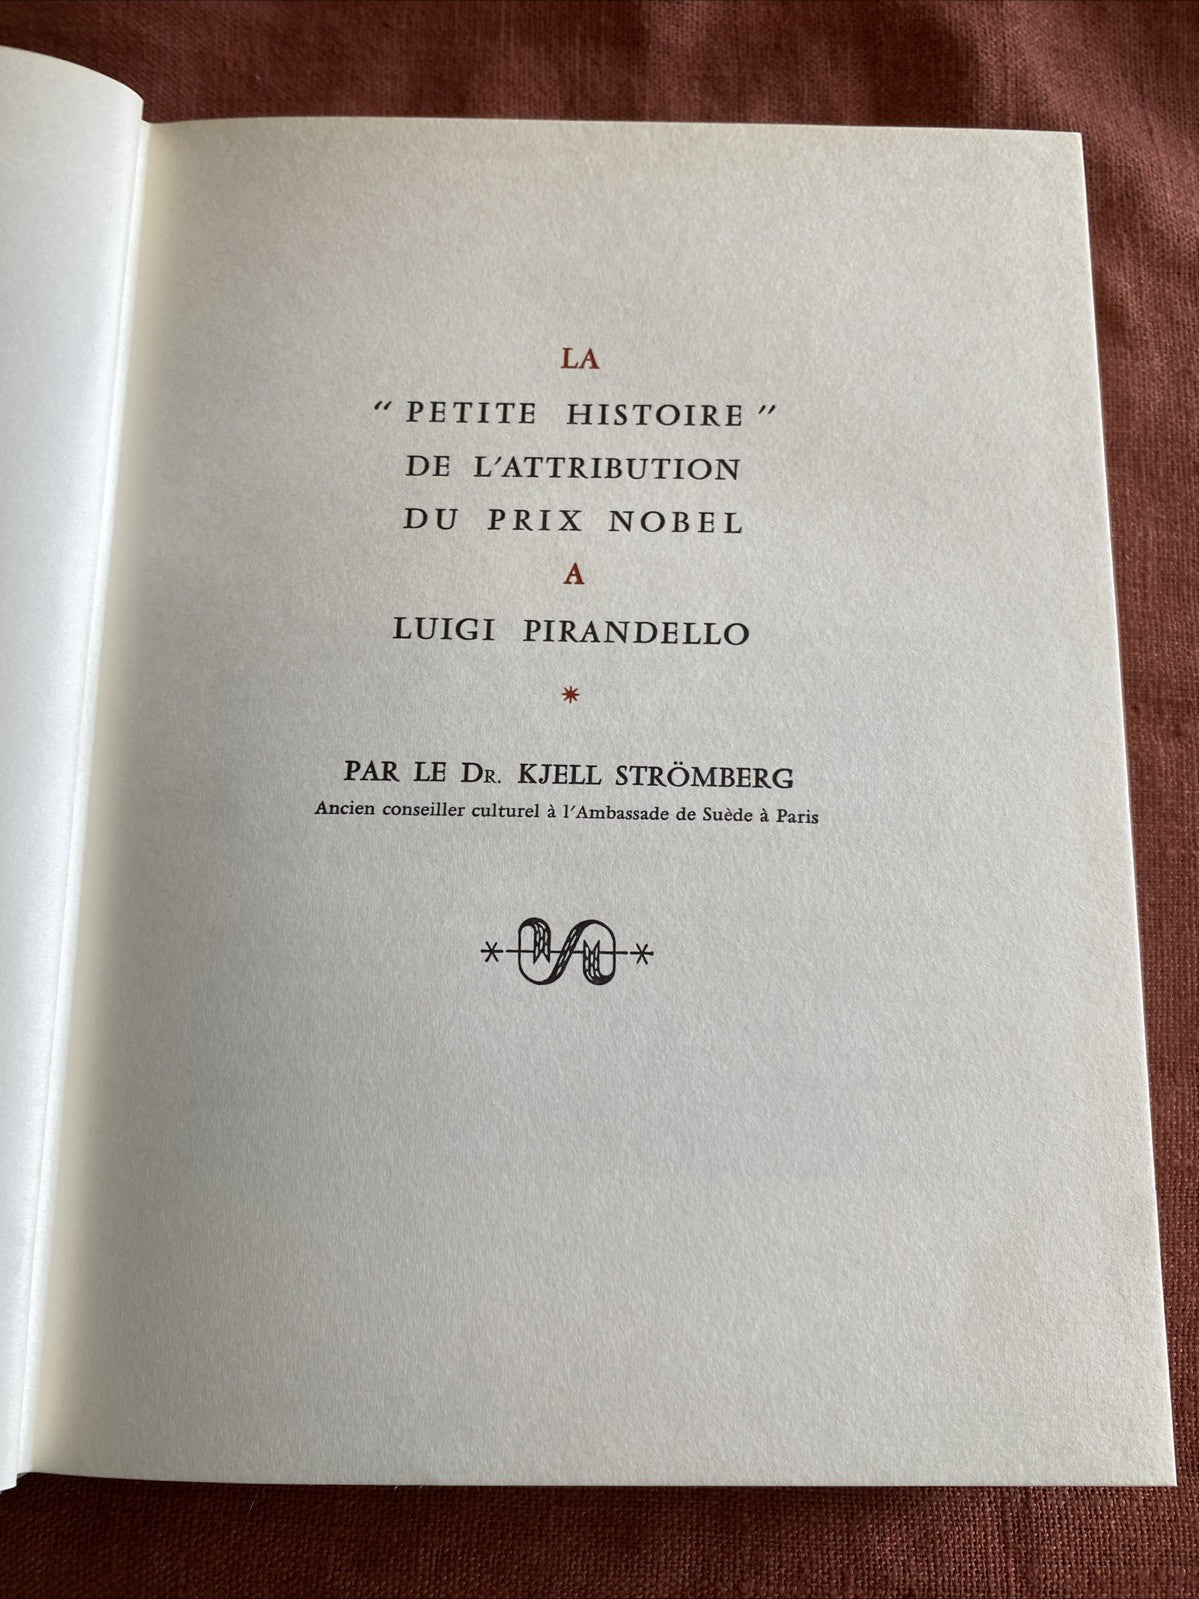 LA
“ PETITE HISTOIRE ”
DE L'ATTRIBUTION
DU PRIX NOBEL
A
LUIGI PIRANDELLO
*
PAR LE DR. KJELL STRÖMBERG
Ancien conseiller culturel à l'Ambassade de Suède à Paris